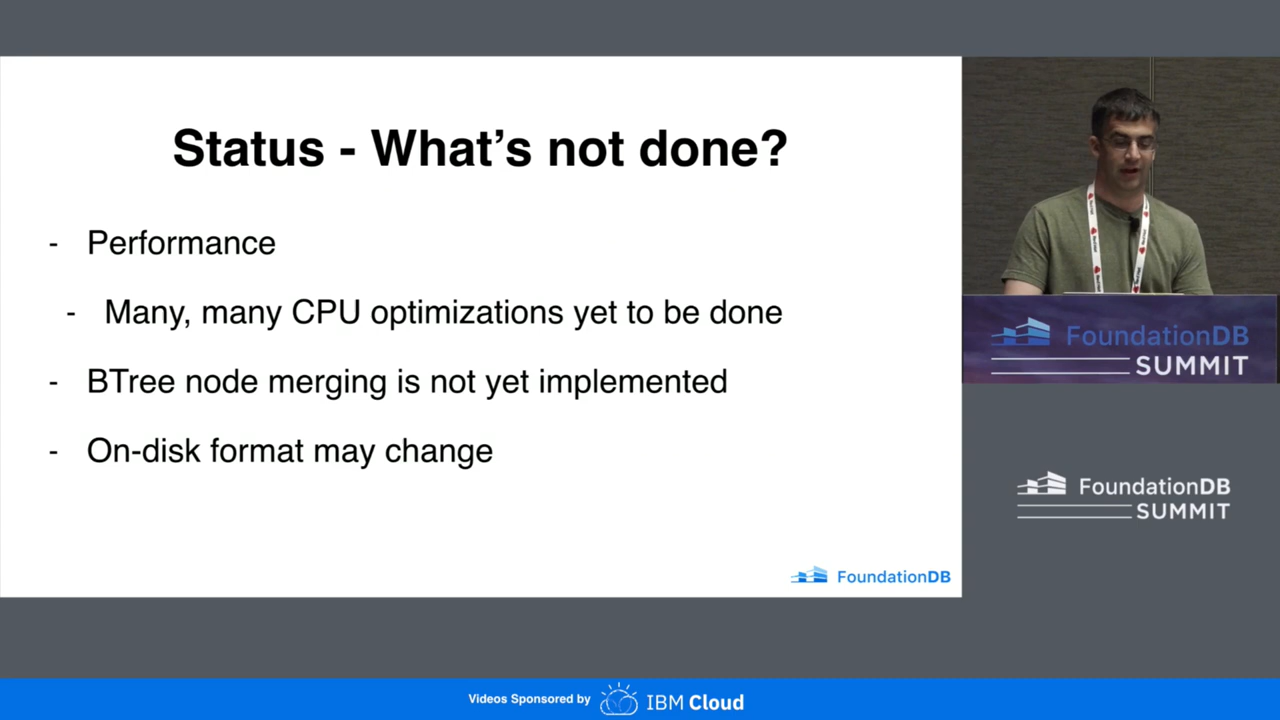 Status - What's not done?
- Performance
- Many, many CPU optimizations yet to be done
- BTree node merging is not yet implemented
- On-disk format may change
FoundationDB
FoundationDB
SUMMIT
FoundationDB
SUMMIT
Videos Sponsored by IBM Cloud